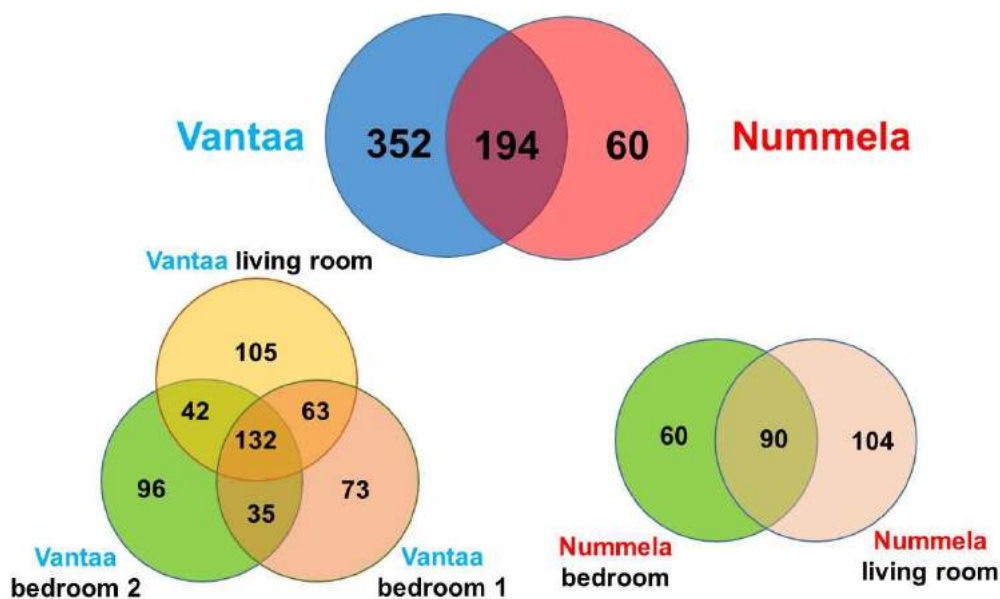 Vantaa
352
194
60
Nummela
Vantaa living room
105
42
63
132
96
35
73
Vantaa
bedroom 2
Vantaa
bedroom 1
60
90
104
Nummela
bedroom
Nummela
living room